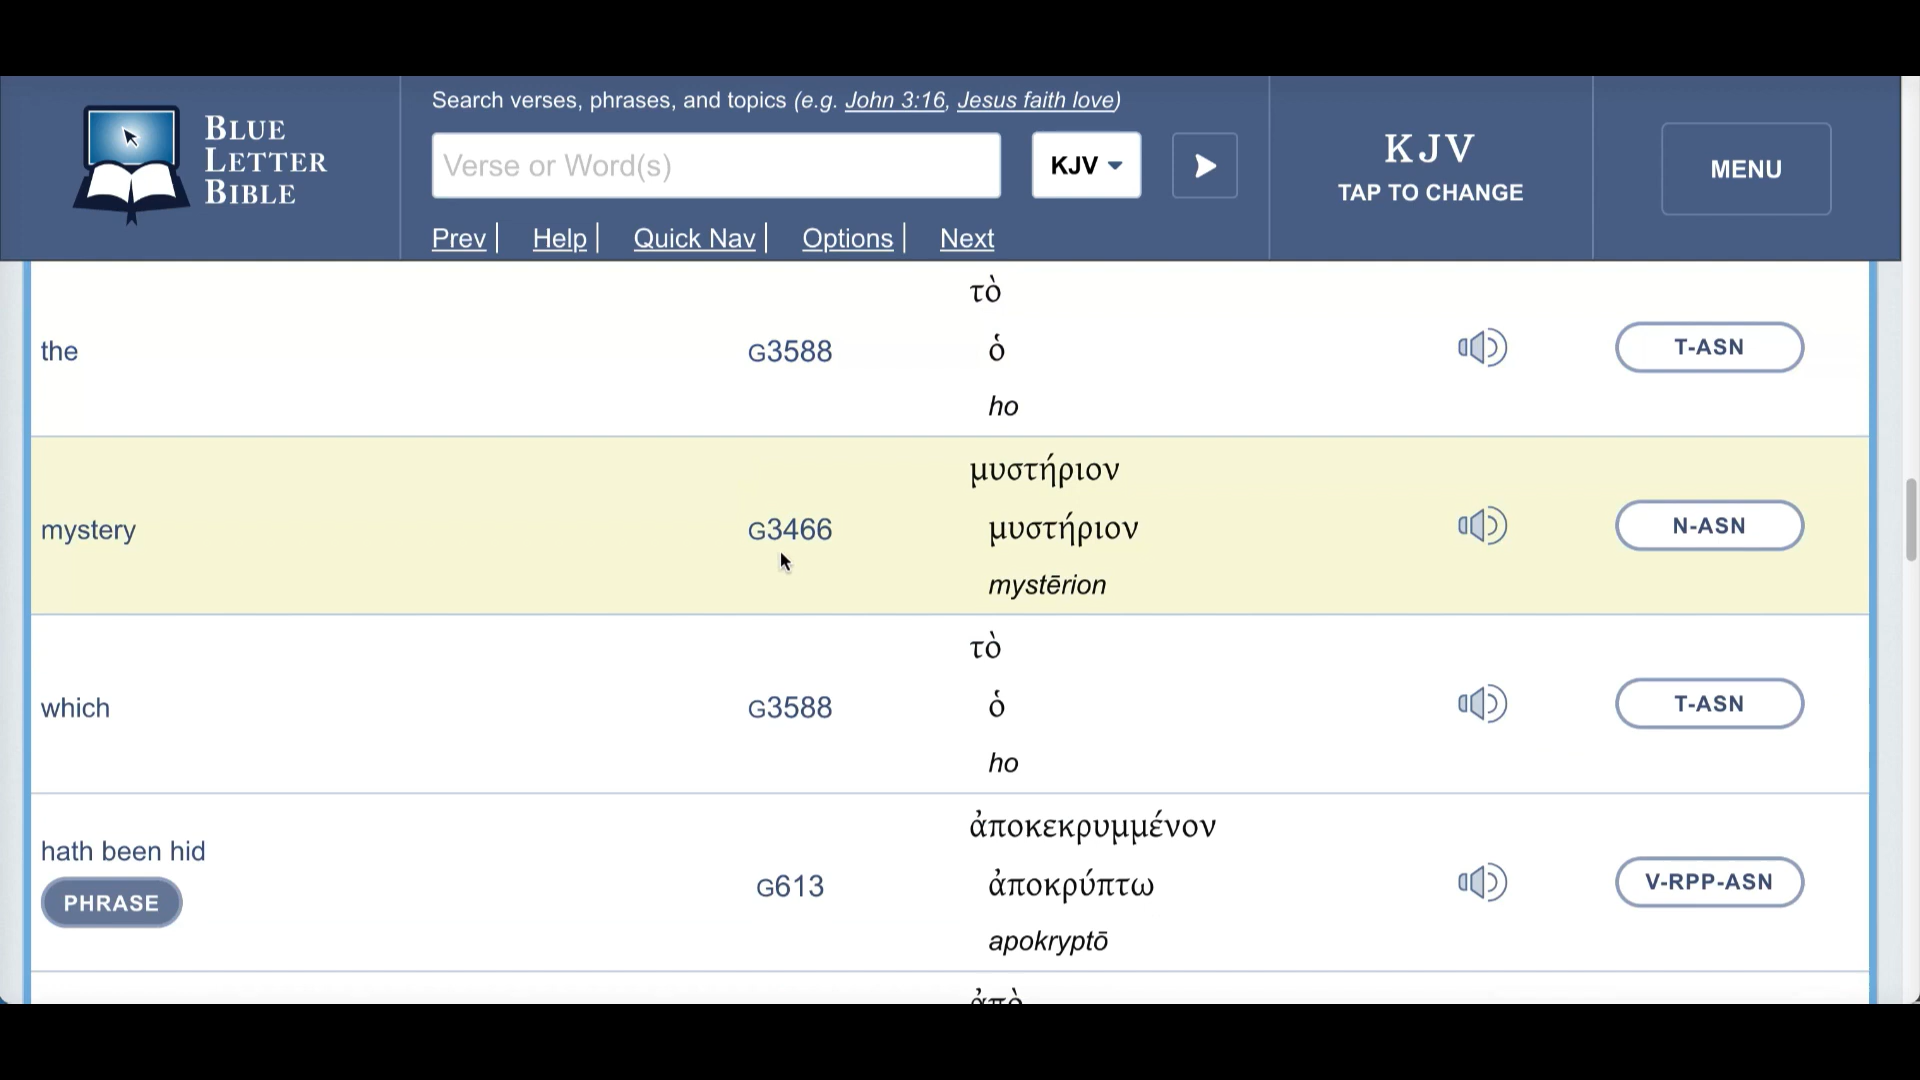 BLUE
LETTER
BIBLE
Search verses, phrases, and topics (e.g. John 3:16, Jesus faith love)
Verse or Word(s)
KJV
KJV
TAP TO CHANGE
MENU
Prev | Help | Quick Nav | Options | Next
τὸ
the G3588 ὁ T-ASN
ho
μυστήριον
mystery G3466 μυστήριον N-ASN
mystērion
τὸ
which G3588 ὁ T-ASN
ho
ἀποκεκρυμμένον
hath been hid G613 ἀποκρύπτω V-RPP-ASN
PHRASE
apokryptō
ἀπὸ